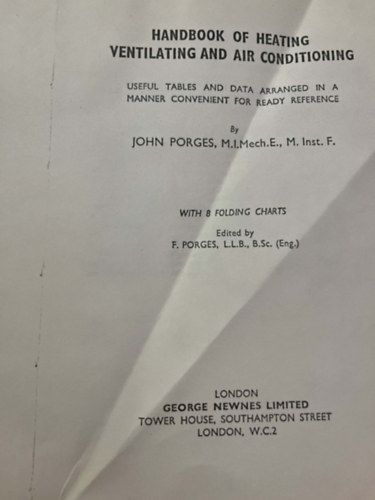 HANDBOOK OF HEATING
VENTILATING AND AIR CONDITIONING
USEFUL TABLES AND DATA ARRANGED IN A
MANNER CONVENIENT FOR READY REFERENCE
By
JOHN PORGES, M.I.Mech.E., M. Inst. F.
WITH 8 FOLDING CHARTS
Edited by
F. PORGES, L.L.B., B.Sc. (Eng.)
LONDON
GEORGE NEWNES LIMITED
TOWER HOUSE, SOUTHAMPTON STREET
LONDON, W.C.2